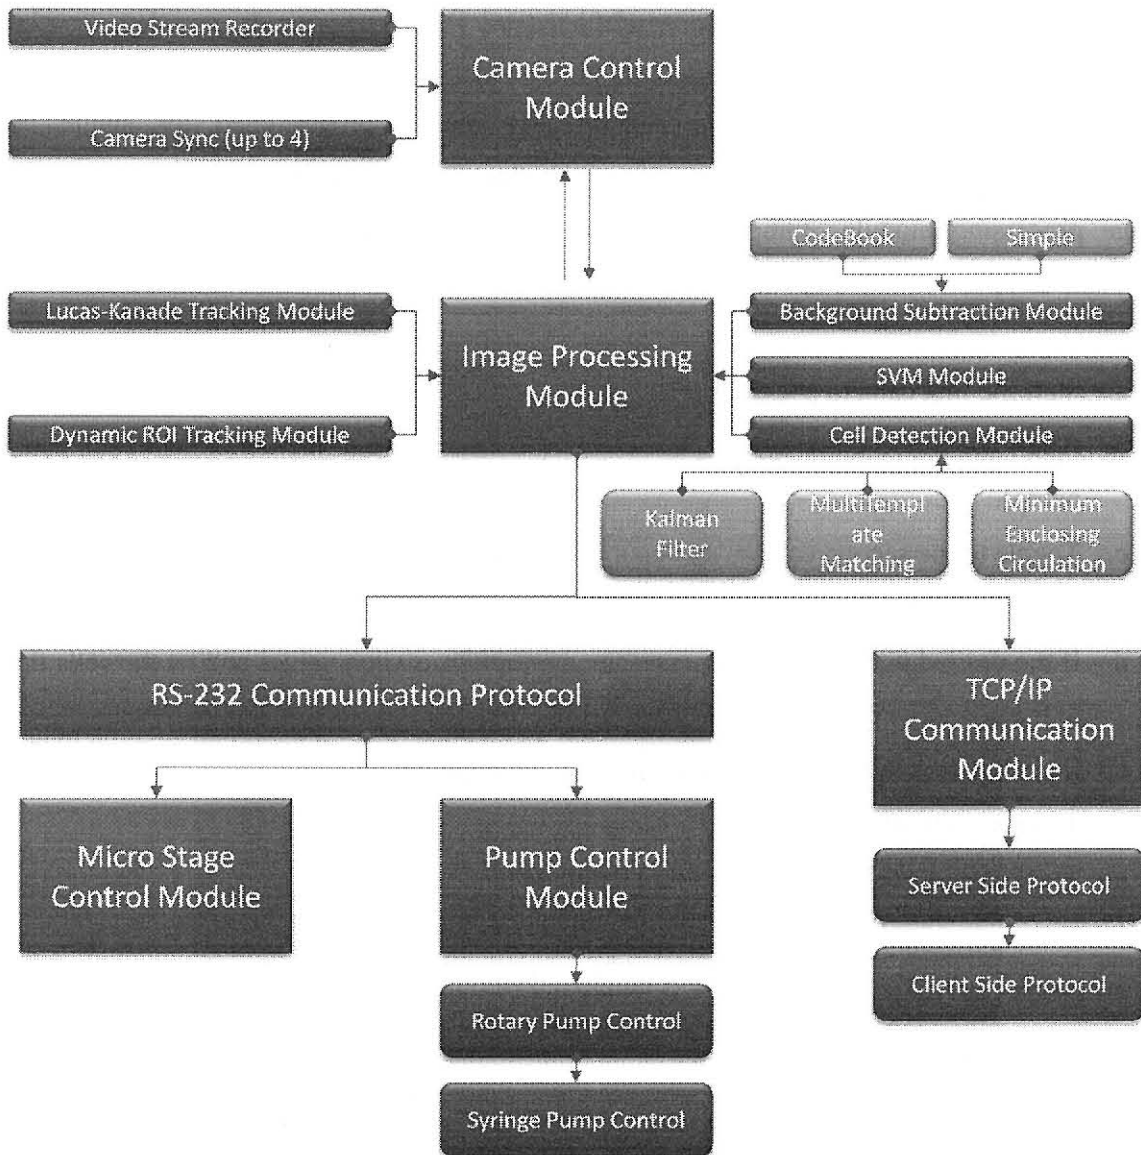 Video Stream Recorder
Camera Control
Module
Camera Sync (up to 4)
CodeBook
Simple
Lucas-Kanade Tracking Module
Background Subtraction Module
Image Processing
Module
SVM Module
Dynamic ROI Tracking Module
Cell Detection Module
Kalman
Filter
MultiTempl
ate
Matching
Minimum
Enclosing
Circulation
RS-232 Communication Protocol
TCP/IP
Communication
Module
Micro Stage
Control Module
Pump Control
Module
Server Side Protocol
Client Side Protocol
Rotary Pump Control
Syringe Pump Control